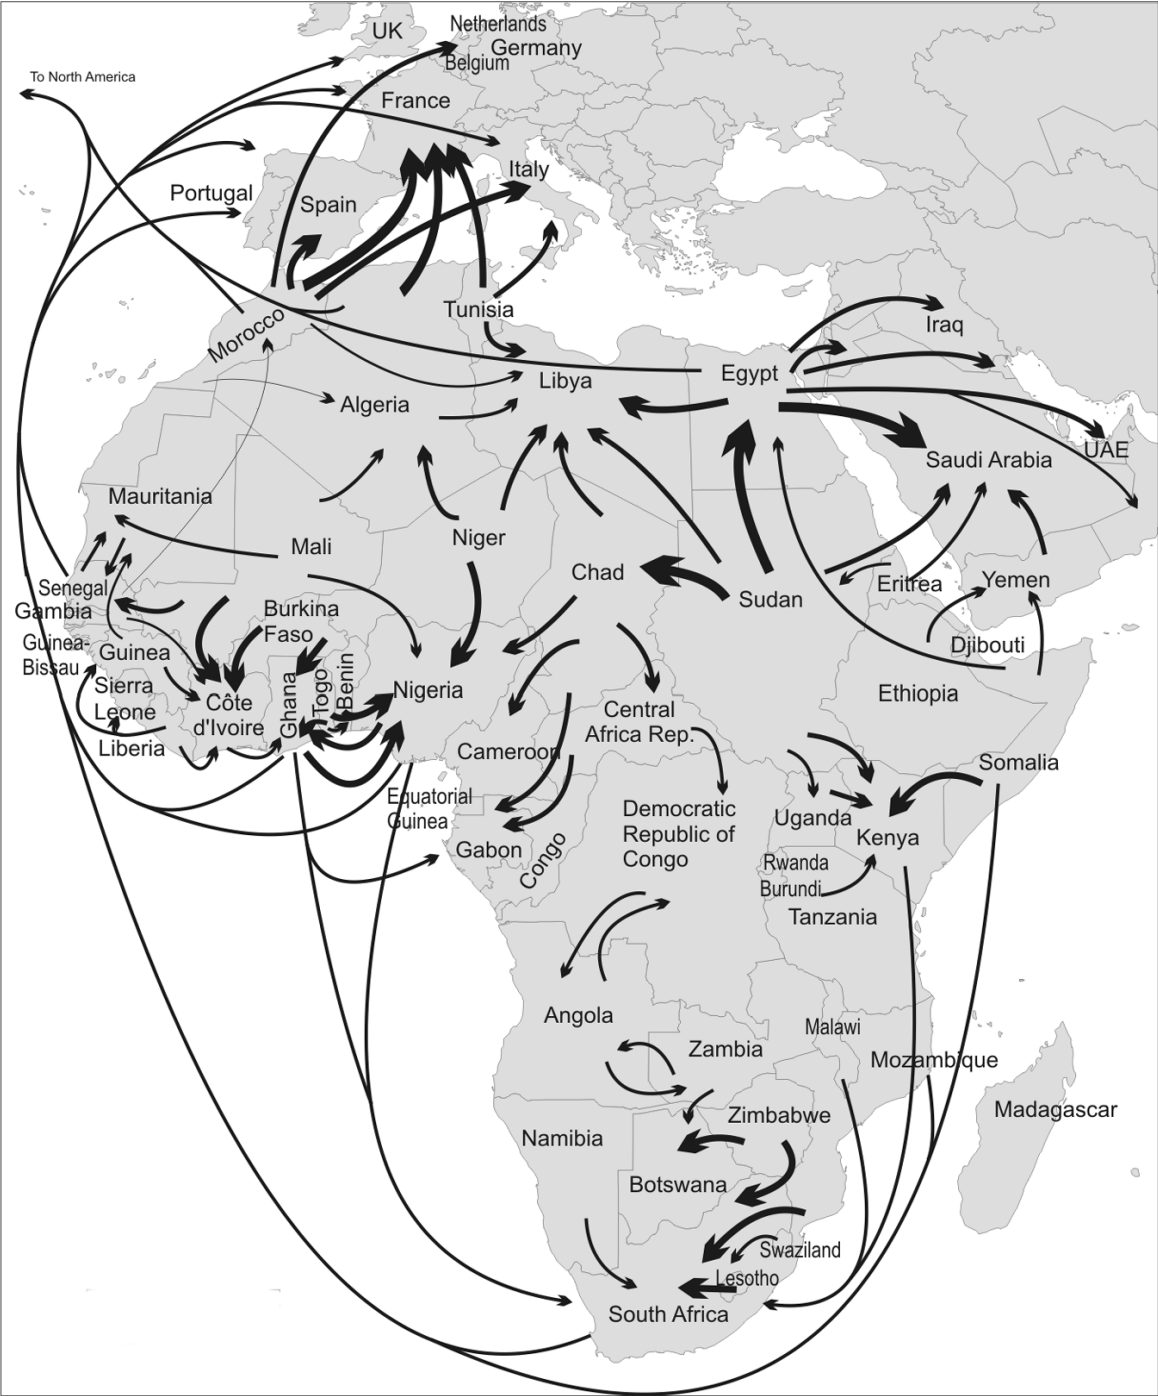 UK
Netherlands
Germany
Belgium
To North America
France
Italy
Portugal
Spain
Tunisia
Morocco
Iraq
Libya
Egypt
Algeria
UAE
Saudi Arabia
Mauritania
Niger
Mali
Chad
Yemen
Eritrea
Senegal
Sudan
Gambia
Burkina
Faso
Guinea-
Bissau
Guinea
Djibouti
Sierra
Leone
Côte
d'Ivoire
Ghana
Togo
Benin
Nigeria
Ethiopia
Central
Africa Rep.
Liberia
Cameroon
Somalia
Equatorial
Guinea
Democratic
Republic of
Congo
Uganda
Kenya
Gabon
Congo
Rwanda
Burundi
Tanzania
Angola
Malawi
Zambia
Mozambique
Zimbabwe
Madagascar
Namibia
Botswana
Swaziland
Lesotho
South Africa